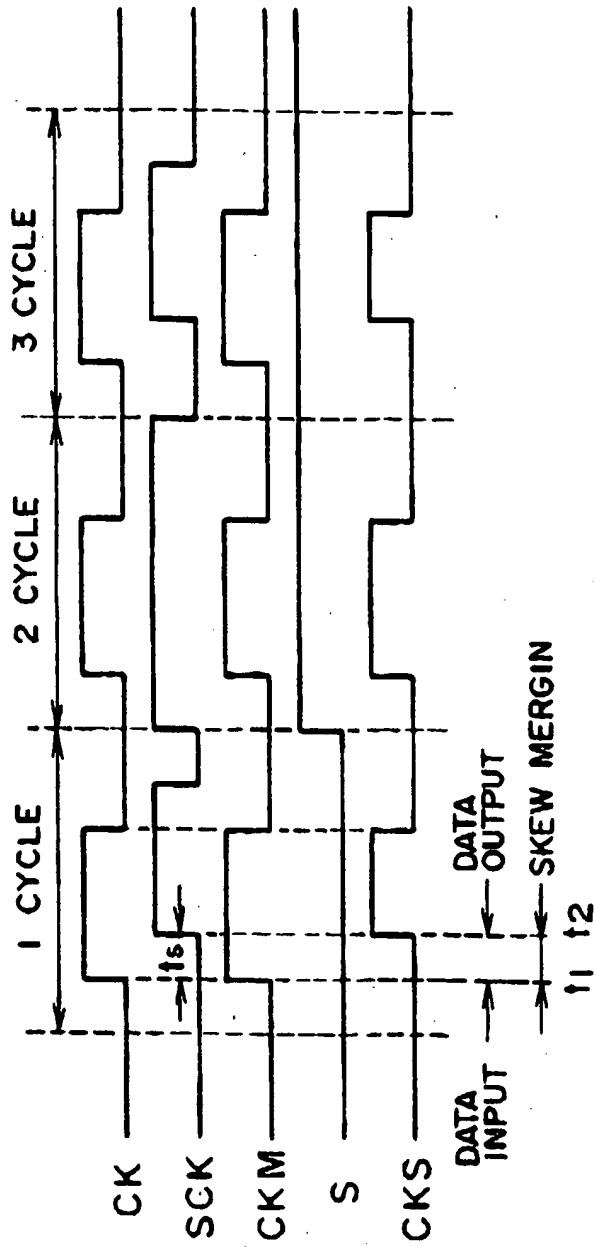 1 CYCLE
2 CYCLE
3 CYCLE
CK
SCK
ts
CKM
S
CKS
DATA
INPUT
DATA
OUTPUT
SKEW MERGIN
t1 t2